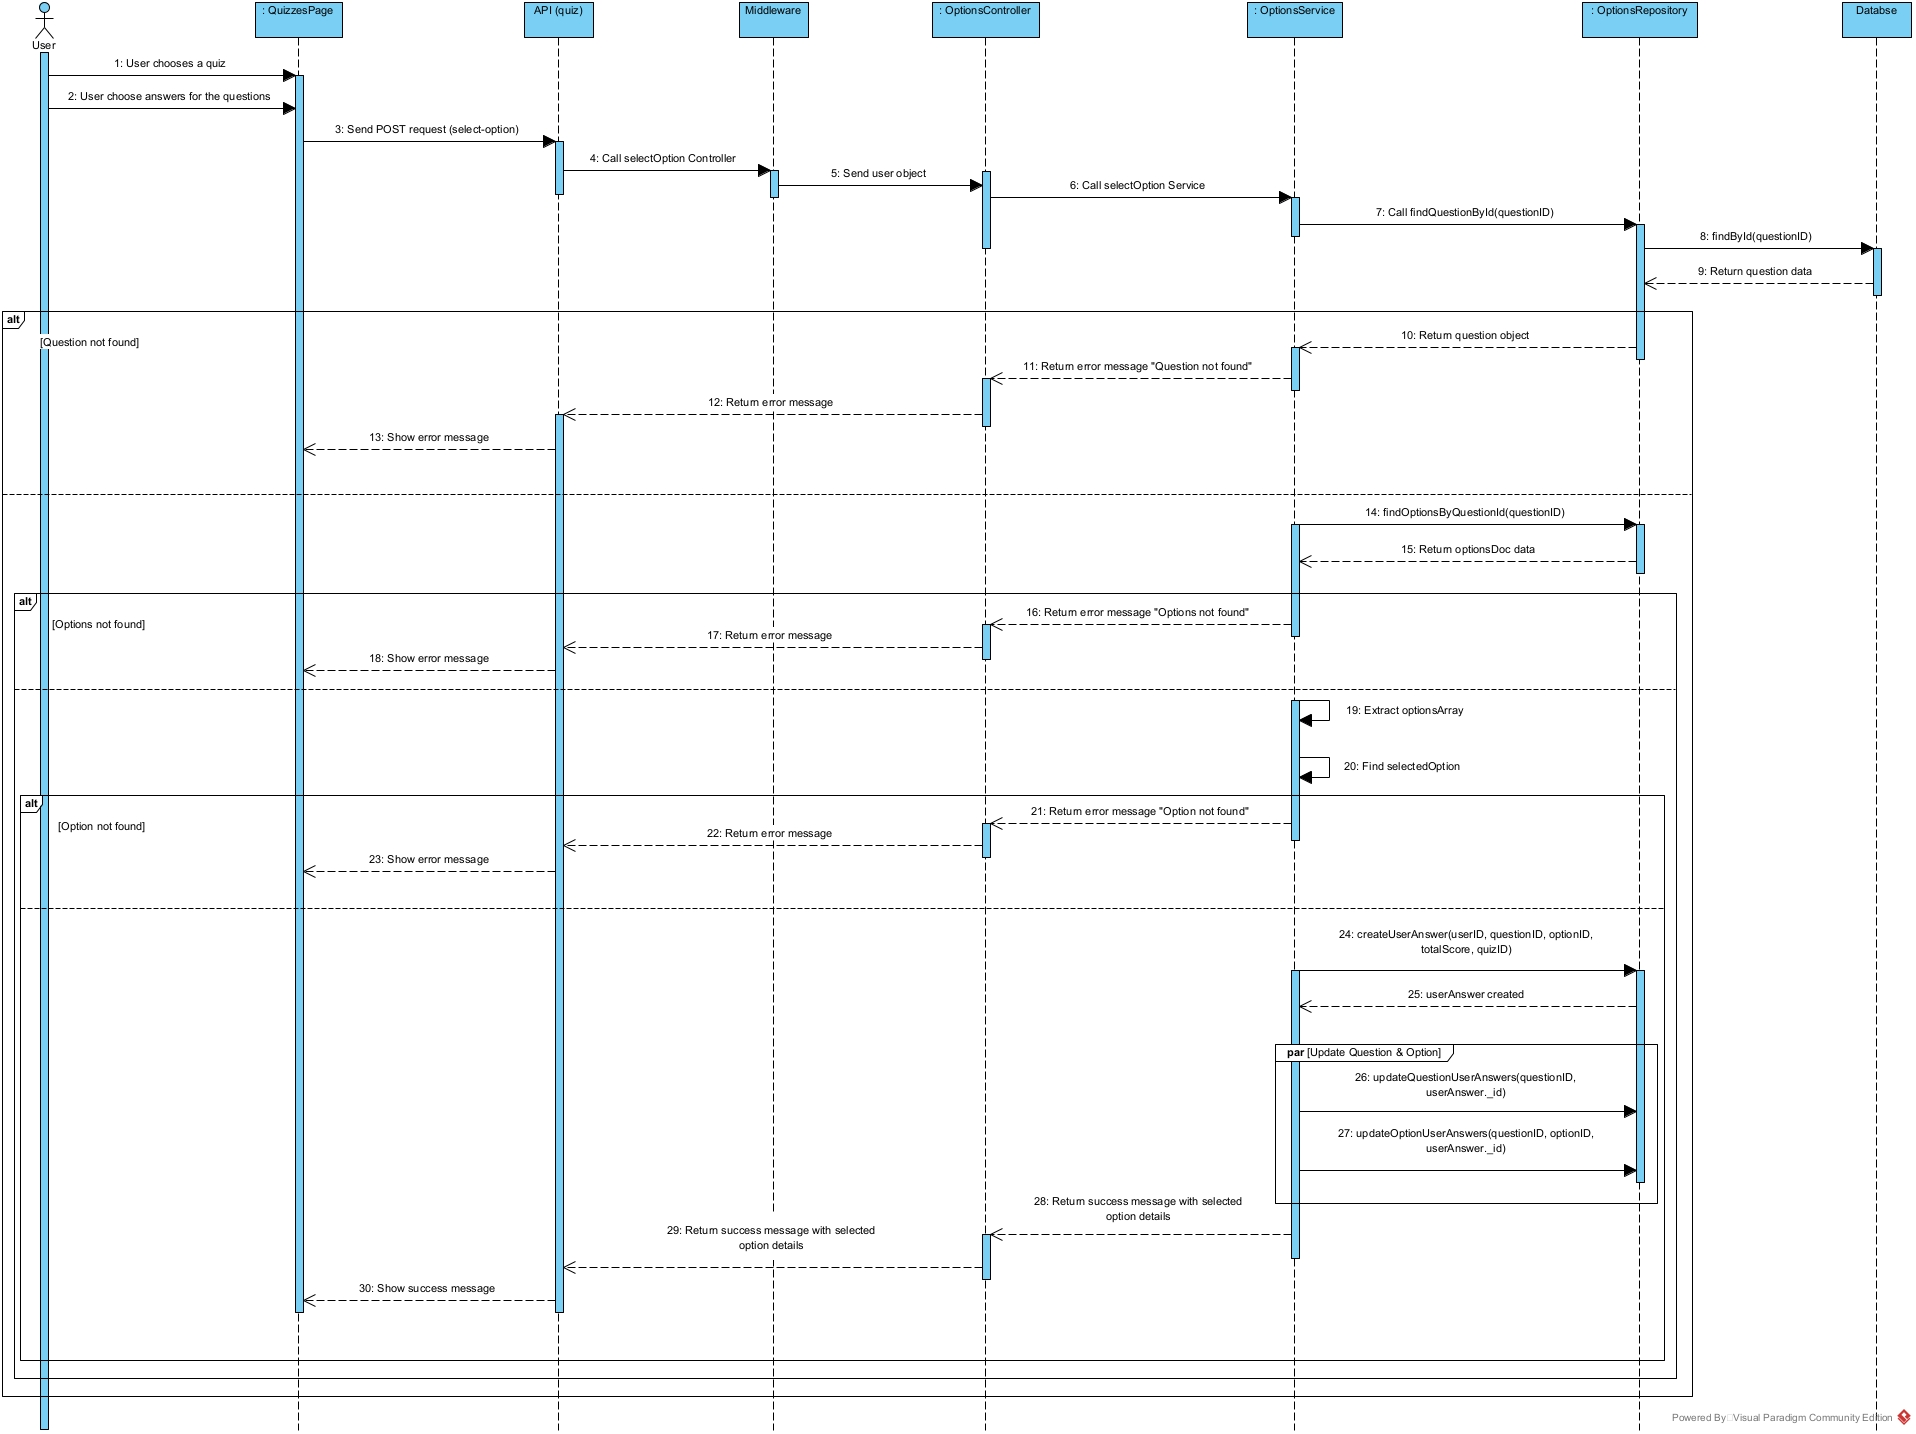 : QuizzesPage
API (quiz)
Middleware
: OptionsController
: OptionsService
: OptionsRepository
Databse
User
1: User chooses a quiz
2: User choose answers for the questions
3: Send POST request (select-option)
4: Call selectOption Controller
5: Send user object
6: Call selectOption Service
7: Call findQuestionById(questionID)
8: findById(questionID)
9: Return question data
alt
[Question not found]
10: Return question object
11: Return error message "Question not found"
12: Return error message
13: Show error message
14: findOptionsByQuestionId(questionID)
15: Return optionsDoc data
alt
[Options not found]
16: Return error message "Options not found"
17: Return error message
18: Show error message
19: Extract optionsArray
20: Find selectedOption
alt
[Option not found]
21: Return error message "Option not found"
22: Return error message
23: Show error message
24: createUserAnswer(userID, questionID, optionID,
totalScore, quizID)
25: userAnswer created
par [Update Question & Option]
26: updateQuestionUserAnswers(questionID,
userAnswer._id)
27: updateOptionUserAnswers(questionID, optionID,
userAnswer._id)
28: Return success message with selected
option details
29: Return success message with selected
option details
30: Show success message
Powered By Visual Paradigm Community Edition